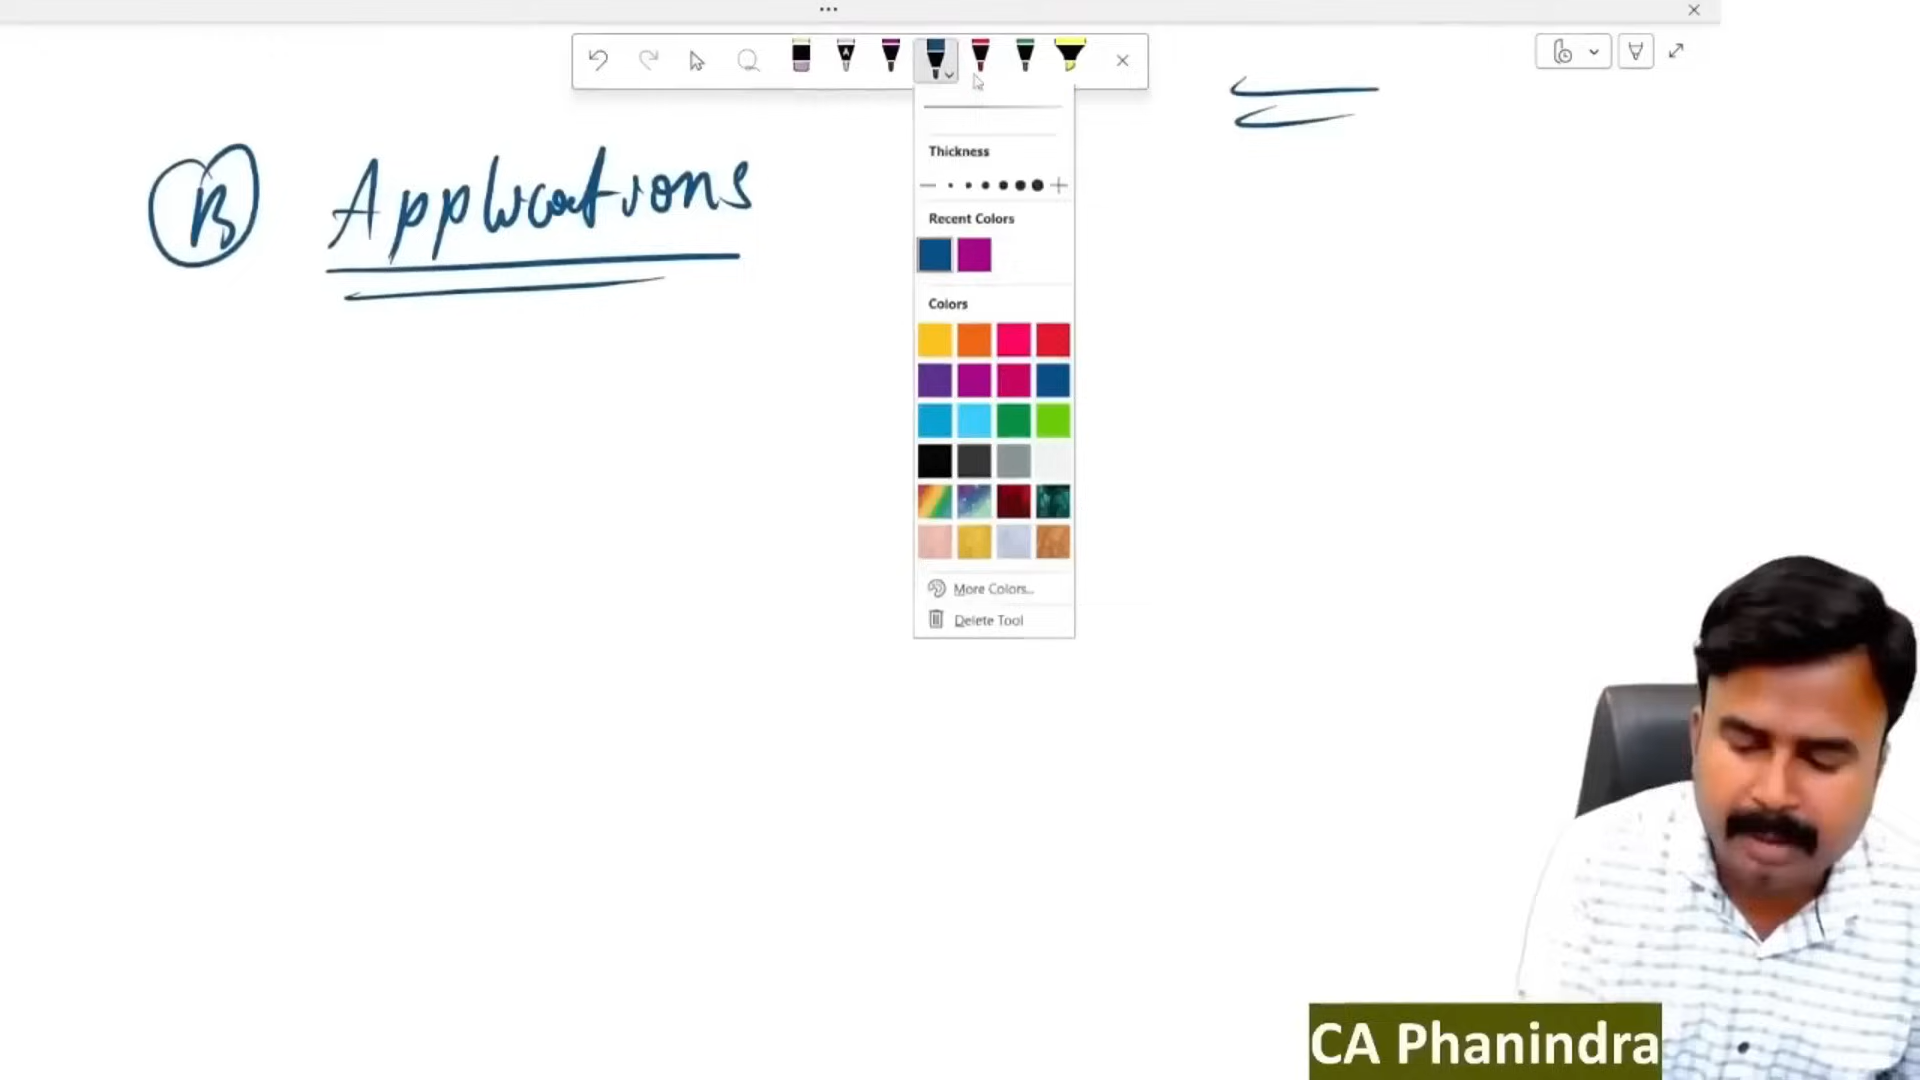 Thickness
Recent Colors
Colors
More Colors...
Delete Tool
B Applications
CA Phanindra